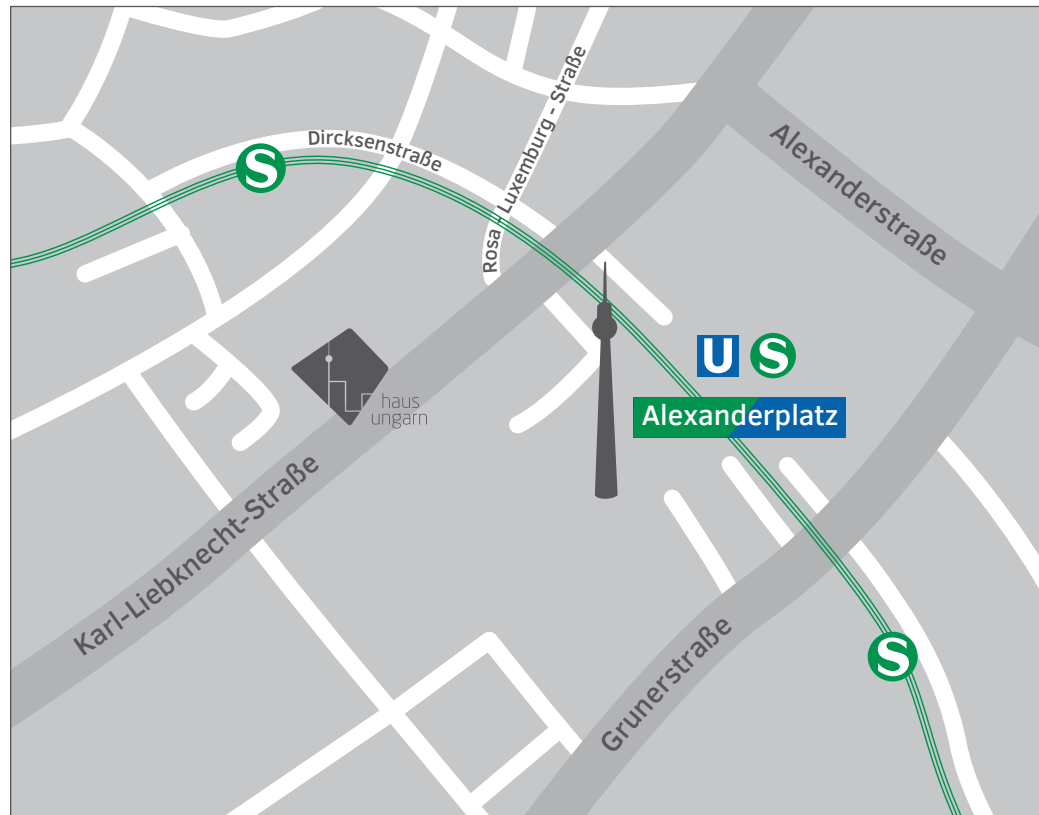 Rosa - Luxemburg - Straße
Dircksenstraße
S
Alexanderstraße
U S
Alexanderplatz
haus
ungarn
Karl-Liebknecht-Straße
Grunerstraße
S